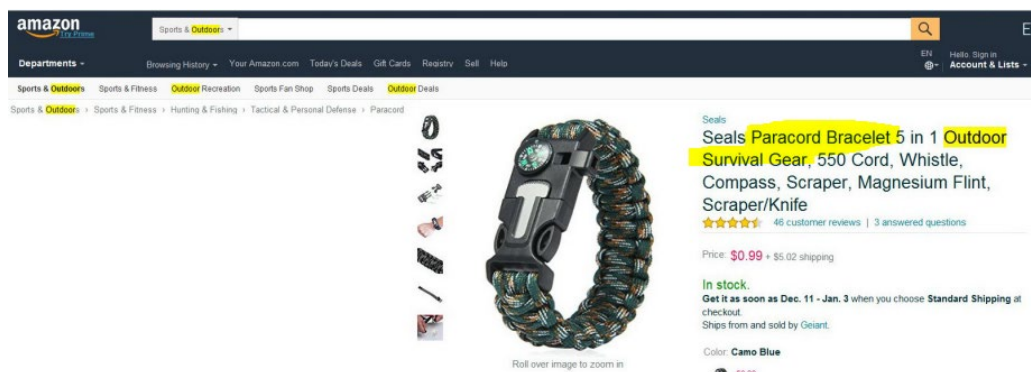 amazon
Try Prime
Sports & Outdoors
E
Departments
Browsing History Your Amazon.com Today's Deals Gift Cards Registry Sell Help
EN
Hello. Sign in
Account & Lists
Sports & Outdoors Sports & Fitness Outdoor Recreation Sports Fan Shop Sports Deals Outdoor Deals
Sports & Outdoors › Sports & Fitness › Hunting & Fishing › Tactical & Personal Defense › Paracord
Seals
Seals Paracord Bracelet 5 in 1 Outdoor
Survival Gear, 550 Cord, Whistle,
Compass, Scraper, Magnesium Flint,
Scraper/Knife
46 customer reviews | 3 answered questions
Price: $0.99 + $5.02 shipping
In stock.
Get it as soon as Dec. 11 - Jan. 3 when you choose Standard Shipping at
checkout.
Ships from and sold by Geiant.
Color: Camo Blue
Roll over image to zoom in